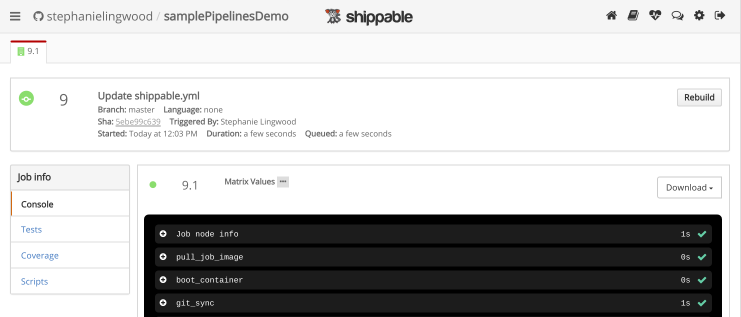 stephanielingwood / samplePipelinesDemo
shippable
9.1
9
Update shippable.yml
Rebuild
Branch: master Language: none
Sha: 5ebe99c639 Triggered By: Stephanie Lingwood
Started: Today at 12:03 PM Duration: a few seconds Queued: a few seconds
Job info
Console
Tests
Coverage
Scripts
9.1
Matrix Values
Download
Job node info 1s
pull_job_image 0s
boot_container 0s
git_sync 1s